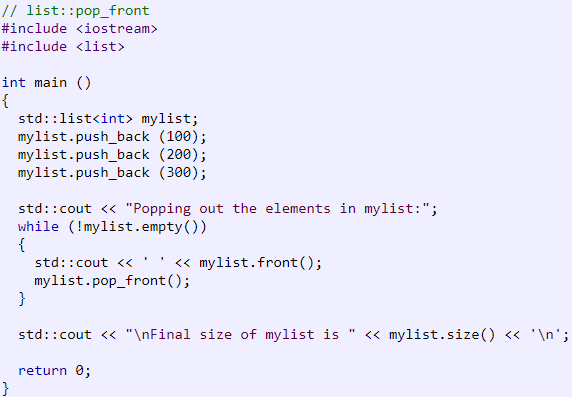 // list::pop_front
#include <iostream>
#include <list>

int main ()
{
  std::list<int> mylist;
  mylist.push_back (100);
  mylist.push_back (200);
  mylist.push_back (300);

  std::cout << "Popping out the elements in mylist:";
  while (!mylist.empty())
  {
    std::cout << ' ' << mylist.front();
    mylist.pop_front();
  }

  std::cout << "\nFinal size of mylist is " << mylist.size() << '\n';

  return 0;
}